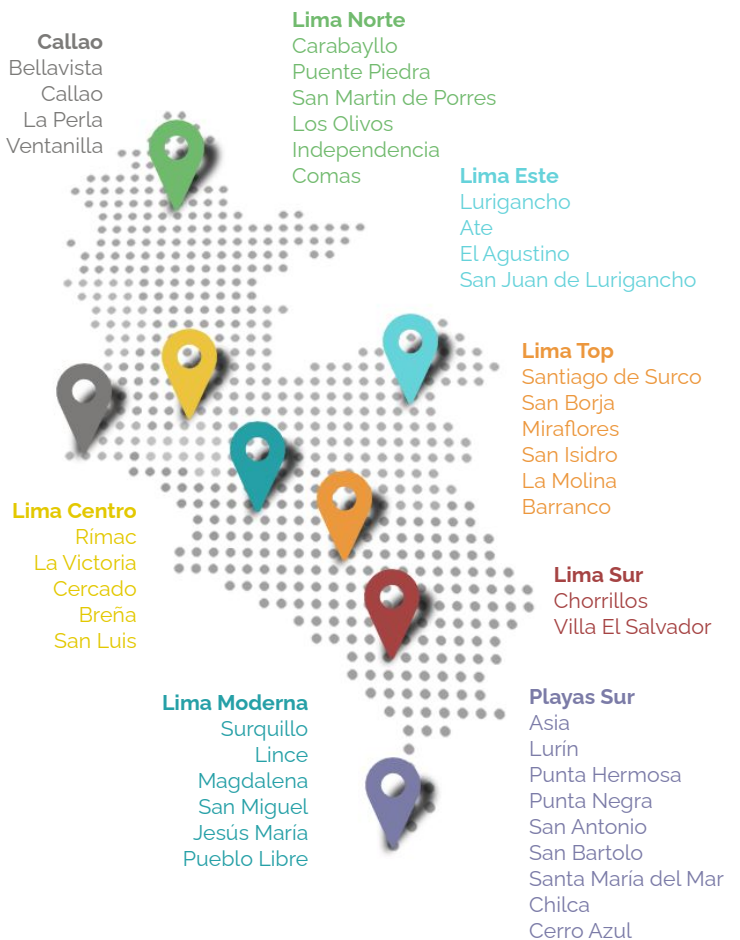 Callao
Bellavista
Callao
La Perla
Ventanilla
Lima Norte
Carabayllo
Puente Piedra
San Martin de Porres
Los Olivos
Independencia
Comas
Lima Este
Lurigancho
Ate
El Agustino
San Juan de Lurigancho
Lima Top
Santiago de Surco
San Borja
Miraflores
San Isidro
La Molina
Barranco
Lima Centro
Rímac
La Victoria
Cercado
Breña
San Luis
Lima Sur
Chorrillos
Villa El Salvador
Lima Moderna
Surquillo
Lince
Magdalena
San Miguel
Jesús María
Pueblo Libre
Playas Sur
Asia
Lurín
Punta Hermosa
Punta Negra
San Antonio
San Bartolo
Santa María del Mar
Chilca
Cerro Azul